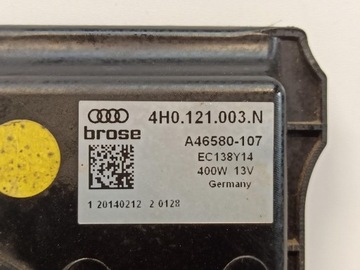 4H0.121.003.N
brose
A46580-107
EC138Y14
400W 13V
Germany
1 20140212 2 0128